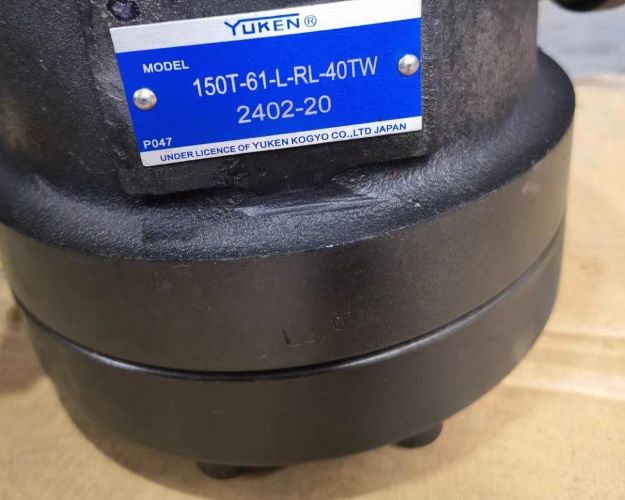 YUKEN®
MODEL
150T-61-L-RL-40TW
2402-20
P047
UNDER LICENCE OF YUKEN KOGYO CO.,LTD JAPAN